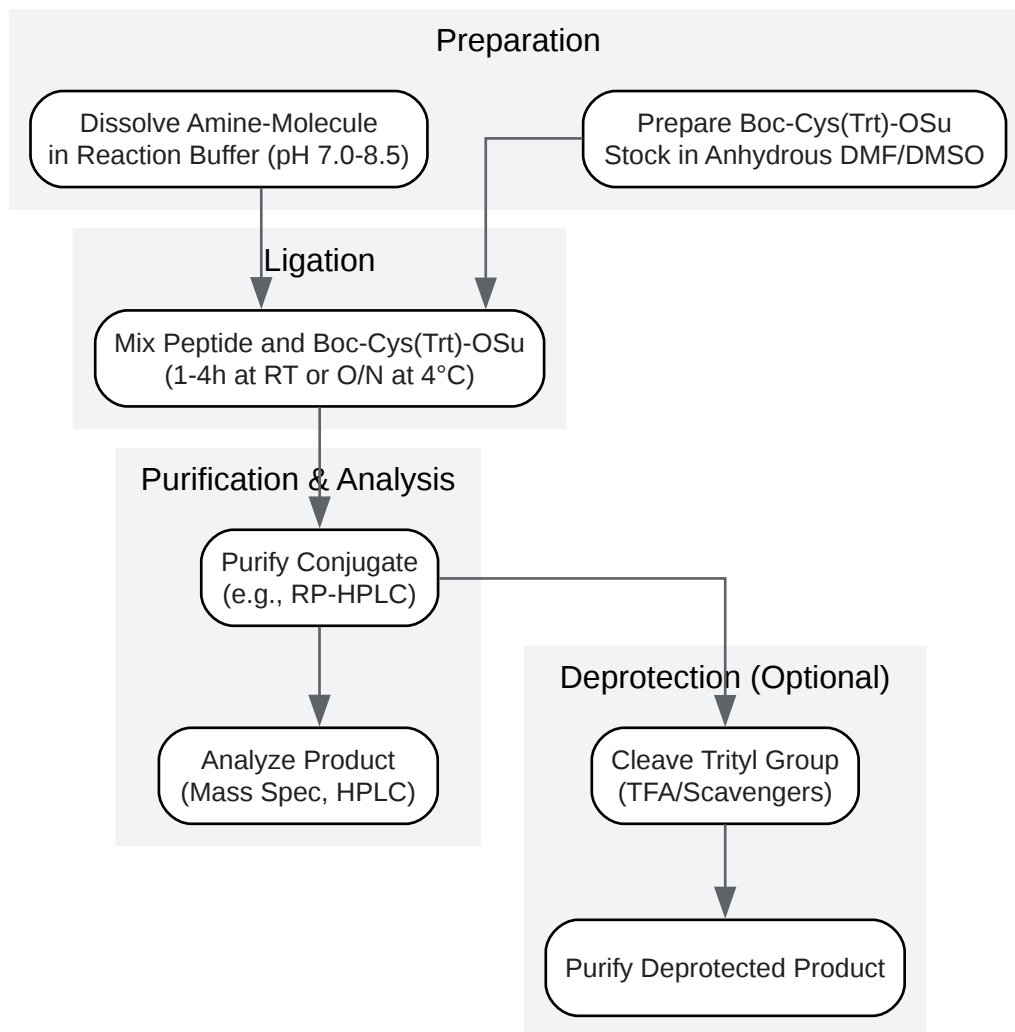 Preparation
Dissolve Amine-Molecule
in Reaction Buffer (pH 7.0-8.5)
Prepare Boc-Cys(Trt)-OSu
Stock in Anhydrous DMF/DMSO
Ligation
Mix Peptide and Boc-Cys(Trt)-OSu
(1-4h at RT or O/N at 4°C)
Purification & Analysis
Purify Conjugate
(e.g., RP-HPLC)
Analyze Product
(Mass Spec, HPLC)
Deprotection (Optional)
Cleave Trityl Group
(TFA/Scavengers)
Purify Deprotected Product